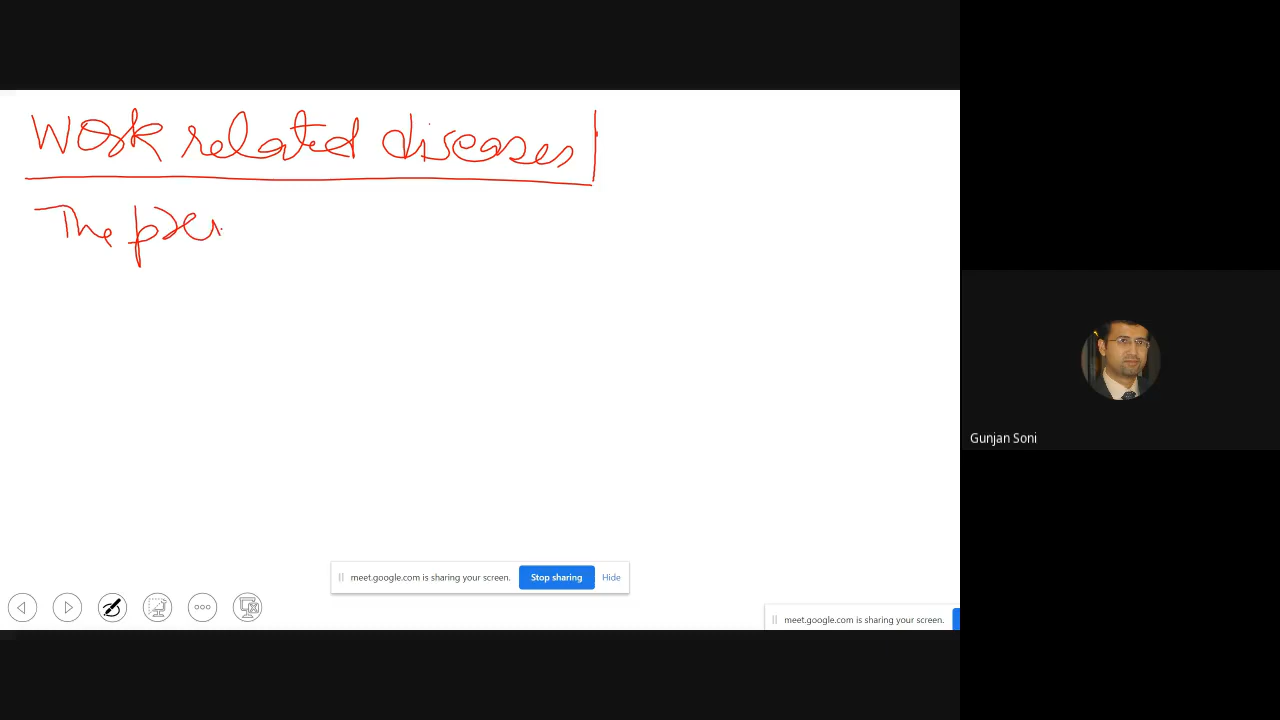 Work related diseases
The pre
Gunjan Soni
meet.google.com is sharing your screen. Stop sharing Hide
meet.google.com is sharing your screen.